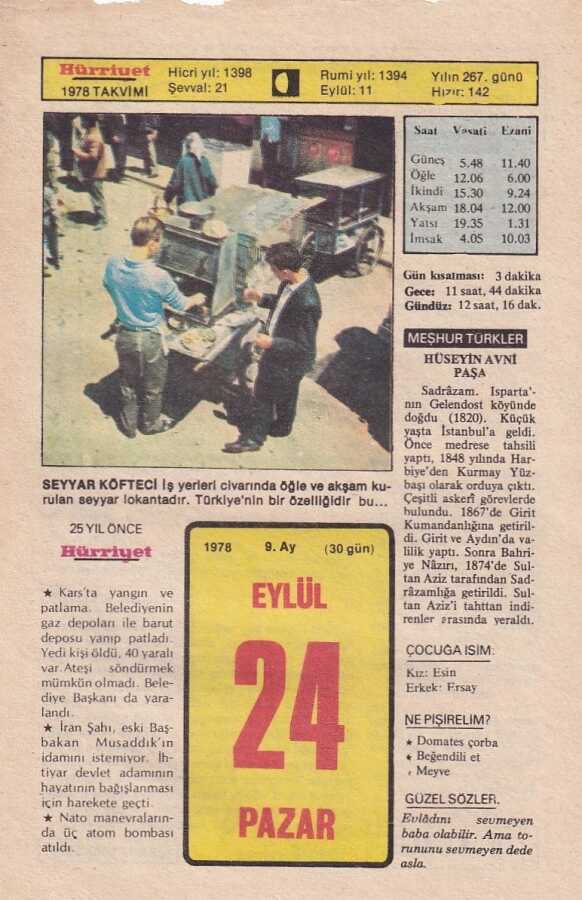 Hürriyet
1978 TAKVİMİ
Hicri yıl: 1398
Şevval: 21
Rumi yıl: 1394
Eylül: 11
Yılın 267. günü
Hızır: 142
Saat Vasati Ezani
Güneş 5.48 11.40
Öğle 12.06 6.00
İkindi 15.30 9.24
Akşam 18.04 12.00
Yatsı 19.35 1.31
İmsak 4.05 10.03
Gün kısalması: 3 dakika
Gece: 11 saat, 44 dakika
Gündüz: 12 saat, 16 dak.
SEYYAR KÖFTECİ İş yerleri civarında öğle ve akşam ku-
rulan seyyar lokantadır. Türkiye'nin bir özelliğidir bu...
MEŞHUR TÜRKLER
HÜSEYİN AVNİ
PAŞA
Sadrâzam. Isparta'-
nın Gelendost köyünde
doğdu (1820). Küçük
yaşta İstanbul'a geldi.
Önce medrese tahsili
yaptı, 1848 yılında Har-
biye'den Kurmay Yüz-
başı olarak orduya çıktı.
Çeşitli askerî görevlerde
bulundu. 1867'de Girit
Kumandanlığına getiril-
di. Girit ve Aydın'da va-
lilik yaptı. Sonra Bahri-
ye Nâzırı, 1874'de Sul-
tan Aziz tarafından Sad-
râzamlığa getirildi. Sul-
tan Aziz'i tahttan indi-
renler arasında yeraldı.
25 YIL ÖNCE
Hürriyet
★ Kars'ta yangın ve
patlama. Belediyenin
gaz depoları ile barut
deposu yanıp patladı.
Yedi kişi öldü, 40 yaralı
var. Ateşi söndürmek
mümkün olmadı. Bele-
diye Başkanı da yara-
landı.
★ İran Şahı, eski Baş-
bakan Musaddık'ın
idamını istemiyor. İh-
tiyar devlet adamının
hayatının bağışlanması
için harekete geçti.
★ Nato manevraların-
da üç atom bombası
atıldı.
1978 9. Ay (30 gün)
EYLÜL
24
PAZAR
ÇOCUĞA İSİM:
Kız: Esin
Erkek: Ersay
NE PİŞİRELİM?
★ Domates çorba
★ Beğendili et
★ Meyve
GÜZEL SÖZLER.
Evlâdını sevmeyen
baba olabilir. Ama to-
rununu sevmeyen dede
asla.